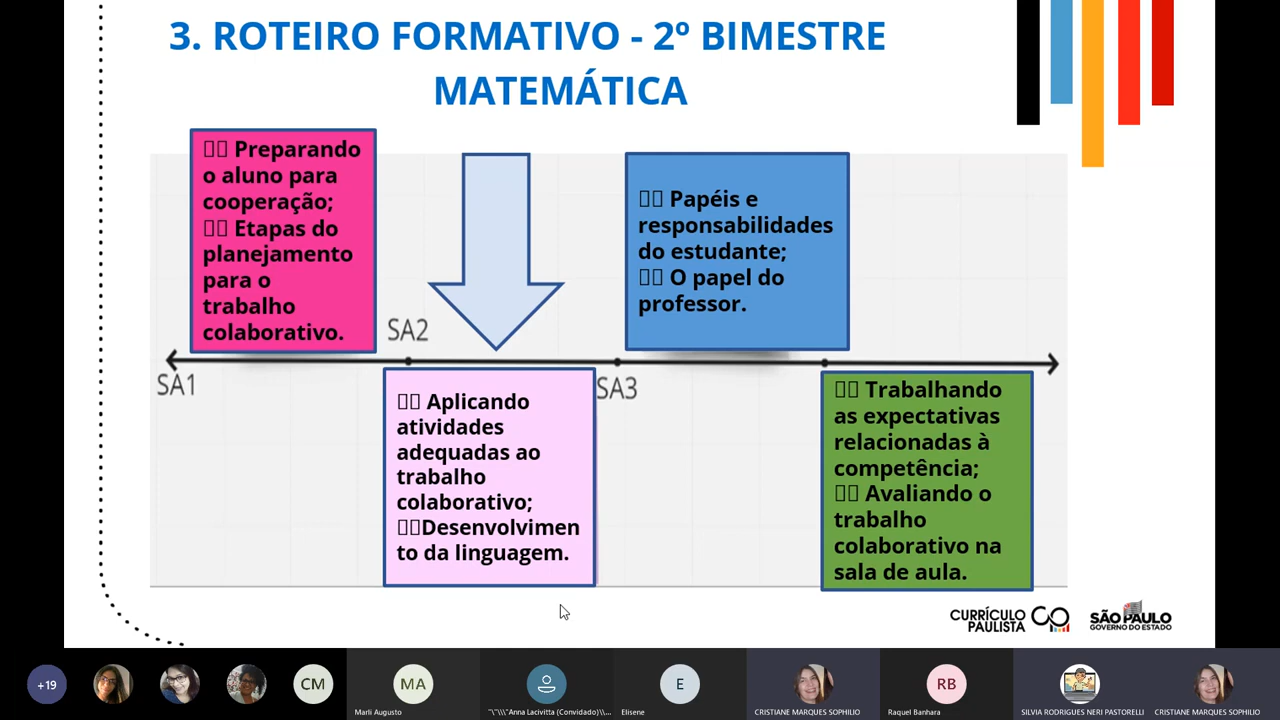 3. ROTEIRO FORMATIVO - 2º BIMESTRE
MATEMÁTICA
Preparando
o aluno para
cooperação;
Etapas do
planejamento
para o
trabalho
colaborativo.
Papéis e
responsabilidades
do estudante;
O papel do
professor.
SA2
SA1
SA3
Aplicando
atividades
adequadas ao
trabalho
colaborativo;
Desenvolvimen
to da linguagem.
Trabalhando
as expectativas
relacionadas à
competência;
Avaliando o
trabalho
colaborativo na
sala de aula.
CURRÍCULO
PAULISTA
SÃO PAULO
GOVERNO DO ESTADO
+19
CM
MA
E
RB
Marli Augusto
"\"\\\"Anna Lacivitta (Convidado)\\...
Elisene
CRISTIANE MARQUES SOPHILIO
Raquel Banhara
SILVIA RODRIGUES NERI PASTORELLI
CRISTIANE MARQUES SOPHILIO